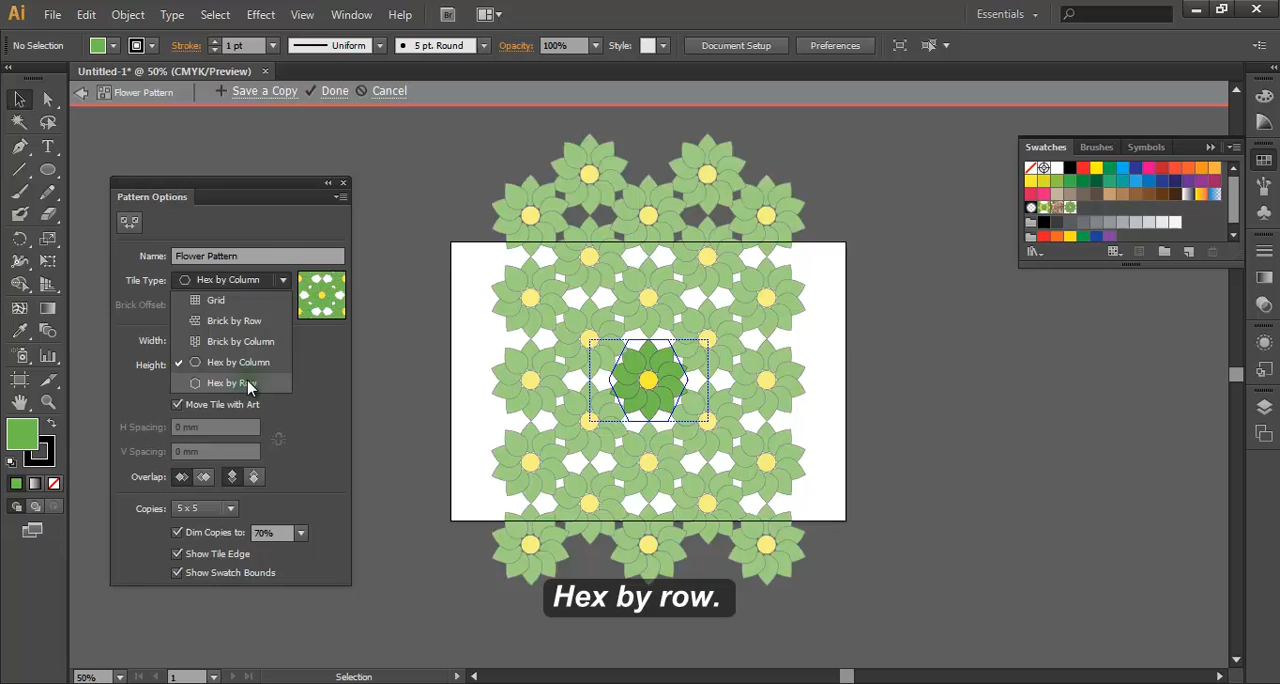 Ai File Edit Object Type Select Effect View Window Help Br Essentials
No Selection Stroke: 1 pt Uniform 5 pt. Round Opacity: 100% Style: Document Setup Preferences
Untitled-1* @ 50% (CMYK/Preview) ×
Flower Pattern + Save a Copy Done Cancel
Swatches Brushes Symbols
Pattern Options
Name: Flower Pattern
Tile Type: Hex by Column
Grid
Brick Offset:
Brick by Row
Width:
Brick by Column
Height:
Hex by Column
Hex by Row
Move Tile with Art
H Spacing: 0 mm
V Spacing: 0 mm
Overlap:
Copies: 5 x 5
Dim Copies to: 70%
Show Tile Edge
Show Swatch Bounds
Hex by row.
50% 1 Selection